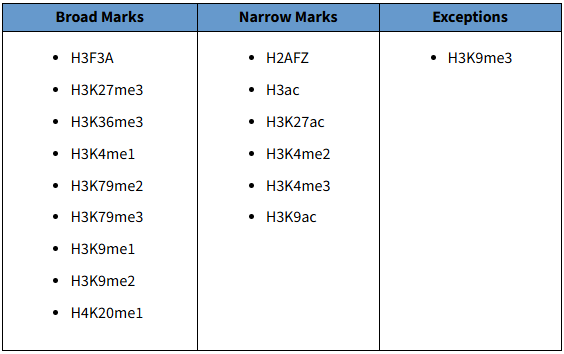 Broad Marks Narrow Marks Exceptions
• H3F3A • H2AFZ • H3K9me3
• H3K27me3 • H3ac
• H3K36me3 • H3K27ac
• H3K4me1 • H3K4me2
• H3K79me2 • H3K4me3
• H3K79me3 • H3K9ac
• H3K9me1
• H3K9me2
• H4K20me1